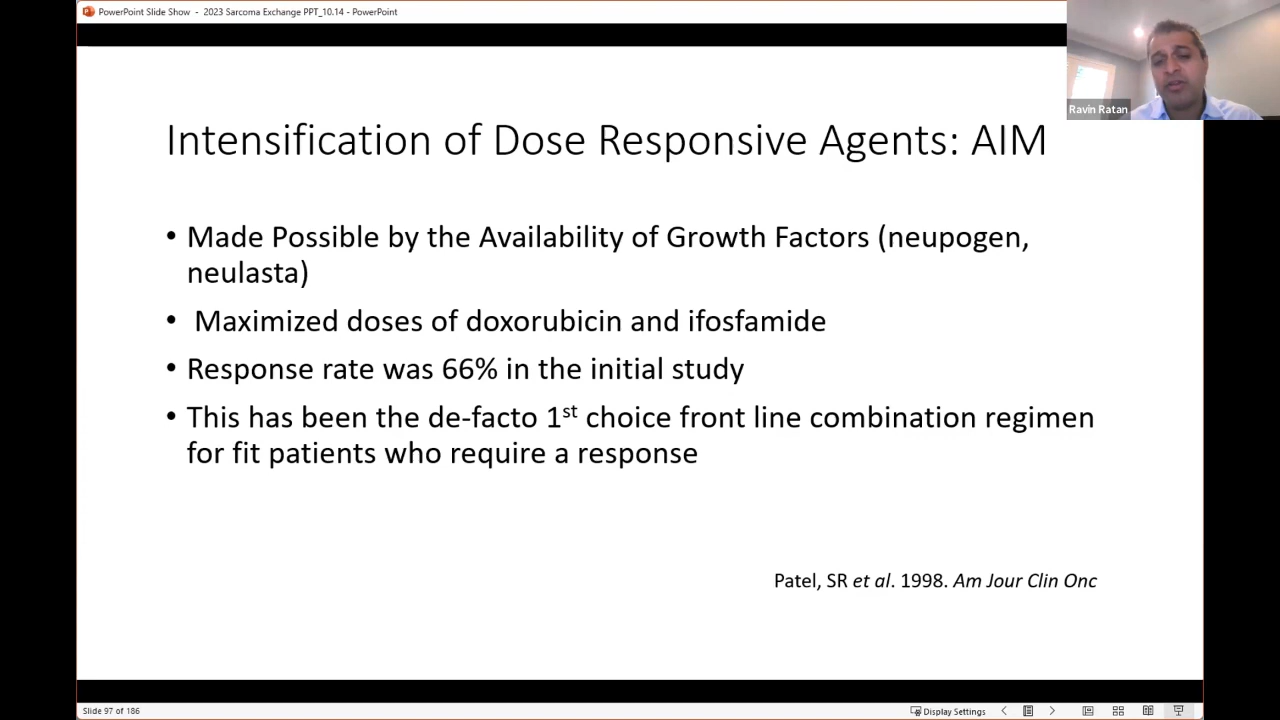 PowerPoint Slide Show - 2023 Sarcoma Exchange PPT_10.14 - PowerPoint
Ravin Ratan
Intensification of Dose Responsive Agents: AIM
• Made Possible by the Availability of Growth Factors (neupogen,
neulasta)
• Maximized doses of doxorubicin and ifosfamide
• Response rate was 66% in the initial study
• This has been the de-facto 1st choice front line combination regimen
for fit patients who require a response
Patel, SR et al. 1998. Am Jour Clin Onc
Slide 97 of 186
Display Settings